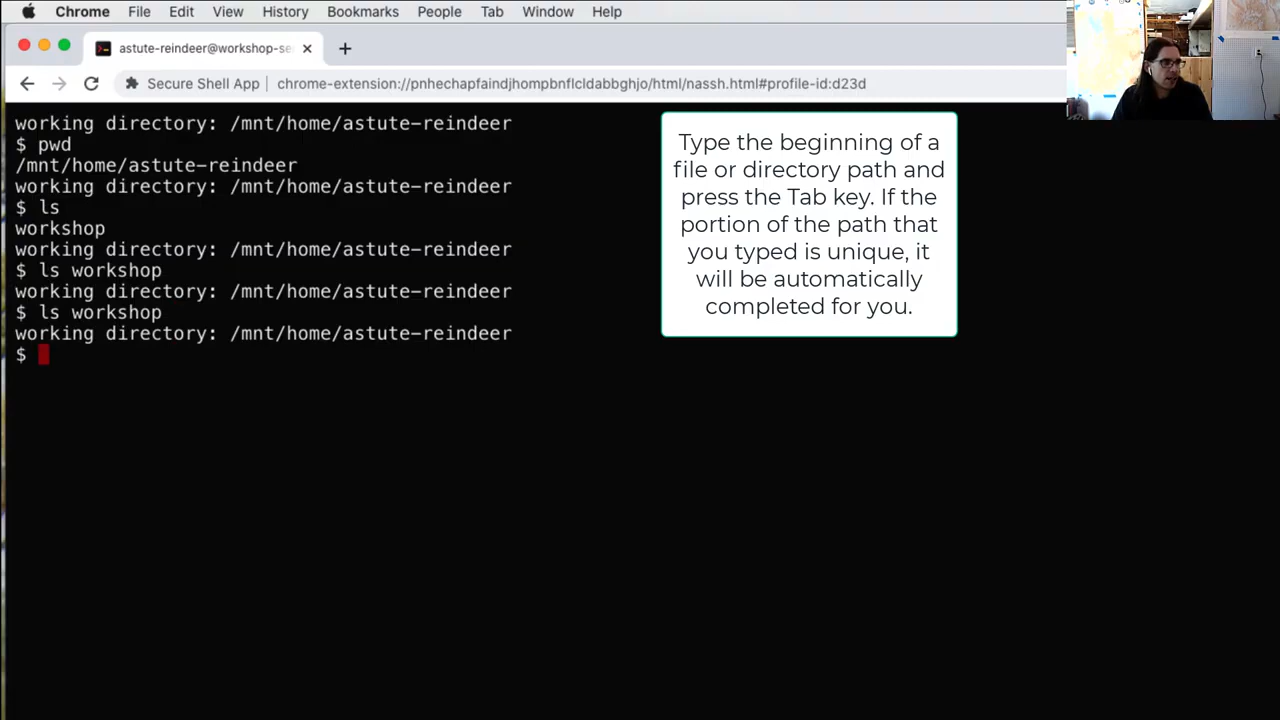 Chrome File Edit View History Bookmarks People Tab Window Help
astute-reindeer@workshop-se
Secure Shell App | chrome-extension://pnhechapfaindjhompbnflcldabbghjo/html/nassh.html#profile-id:d23d
working directory: /mnt/home/astute-reindeer
$ pwd
/mnt/home/astute-reindeer
working directory: /mnt/home/astute-reindeer
$ ls
workshop
working directory: /mnt/home/astute-reindeer
$ ls workshop
working directory: /mnt/home/astute-reindeer
$ ls workshop
working directory: /mnt/home/astute-reindeer
$
Type the beginning of a
file or directory path and
press the Tab key. If the
portion of the path that
you typed is unique, it
will be automatically
completed for you.